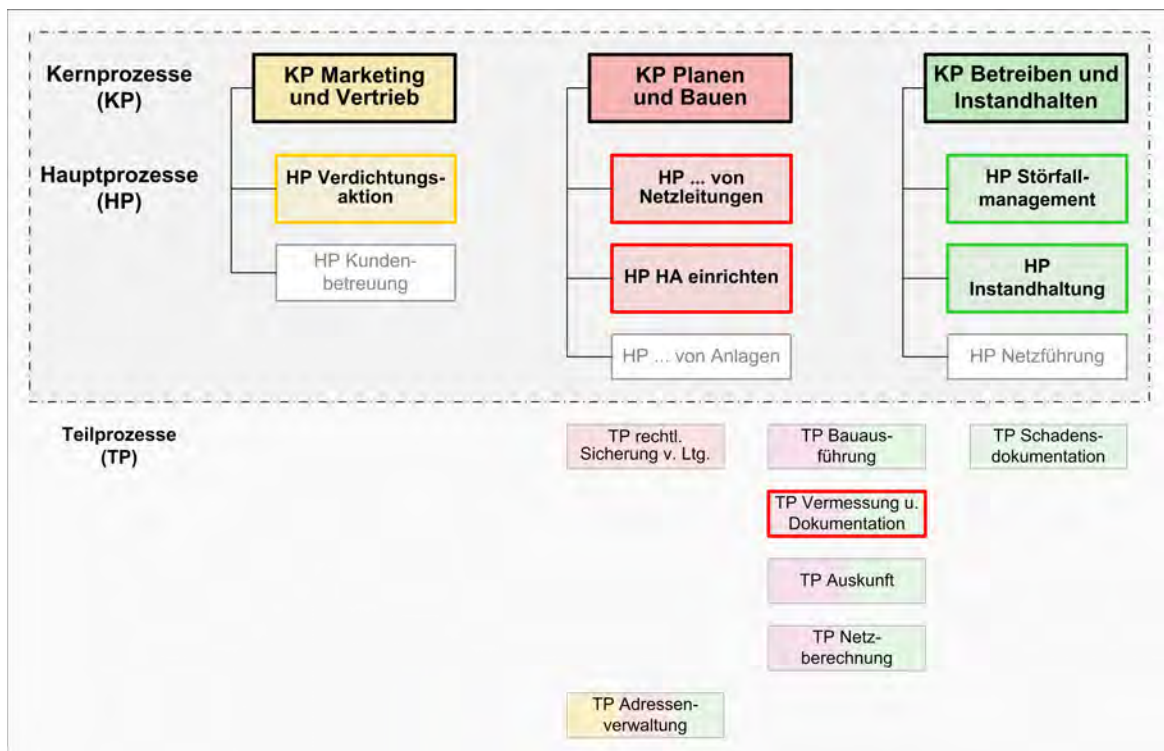 Kernprozesse
(KP)
KP Marketing
und Vertrieb
KP Planen
und Bauen
KP Betreiben und
Instandhalten
Hauptprozesse
(HP)
HP Verdichtungs-
aktion
HP ... von
Netzleitungen
HP Störfall-
management
HP Kunden-
betreuung
HP HA einrichten
HP
Instandhaltung
HP ... von Anlagen
HP Netzführung
Teilprozesse
(TP)
TP rechtl.
Sicherung v. Ltg.
TP Bauaus-
führung
TP Schadens-
dokumentation
TP Vermessung u.
Dokumentation
TP Auskunft
TP Netz-
berechnung
TP Adressen-
verwaltung